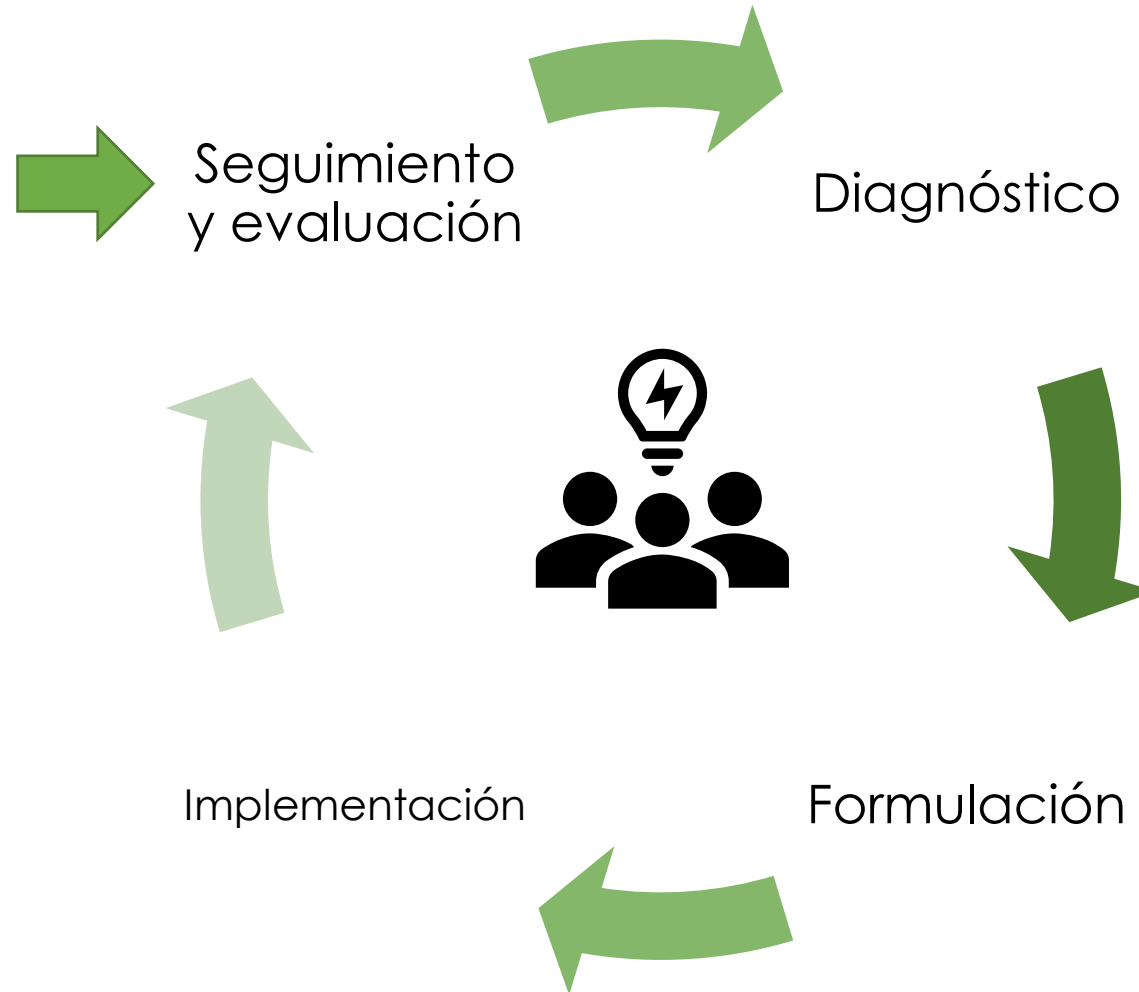 Seguimiento
y evaluación
Diagnóstico
Implementación
Formulación